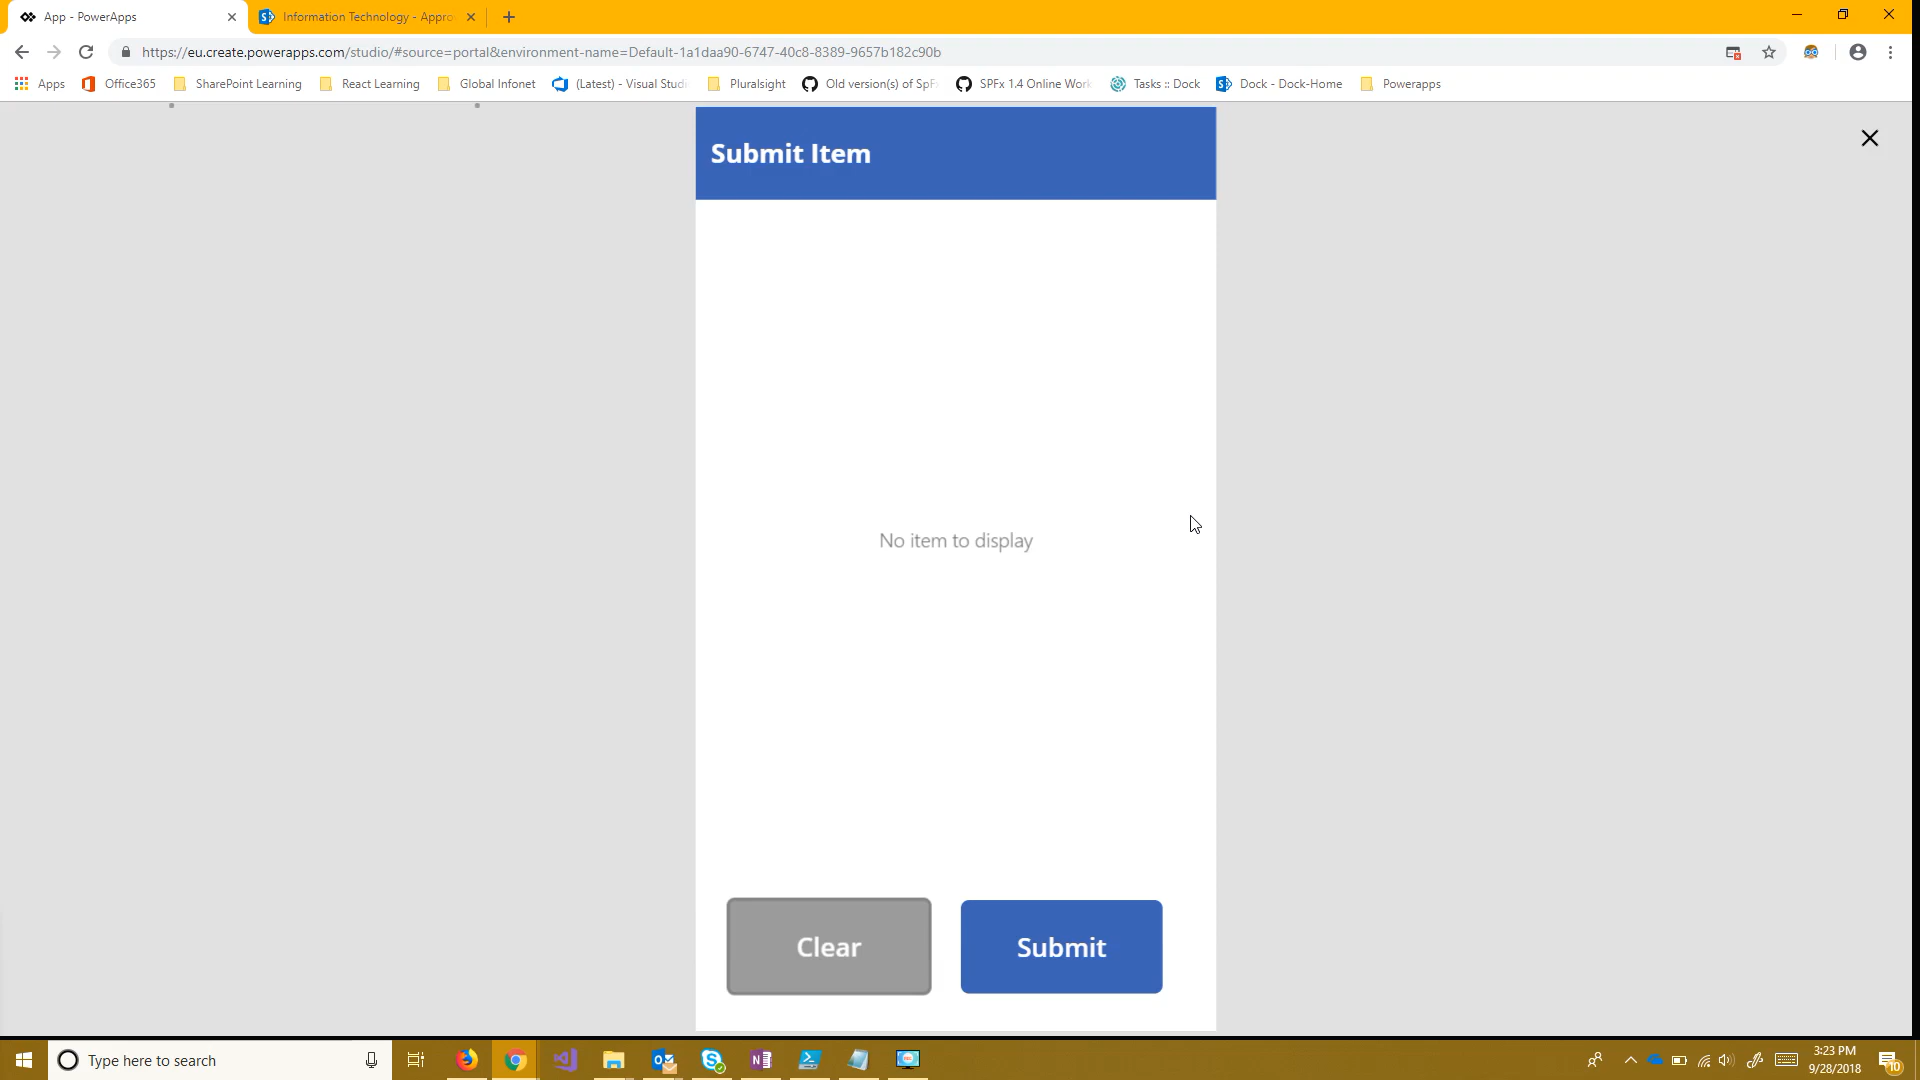 App - PowerApps
Information Technology - Appro
https://eu.create.powerapps.com/studio/#source=portal&environment-name=Default-1a1daa90-6747-40c8-8389-9657b182c90b
Apps
Office365
SharePoint Learning
React Learning
Global Infonet
(Latest) - Visual Studi
Pluralsight
Old version(s) of SpF
SPFx 1.4 Online Work
Tasks :: Dock
Dock - Dock-Home
Powerapps
Submit Item
No item to display
Clear
Submit
Type here to search
3:23 PM
9/28/2018
10